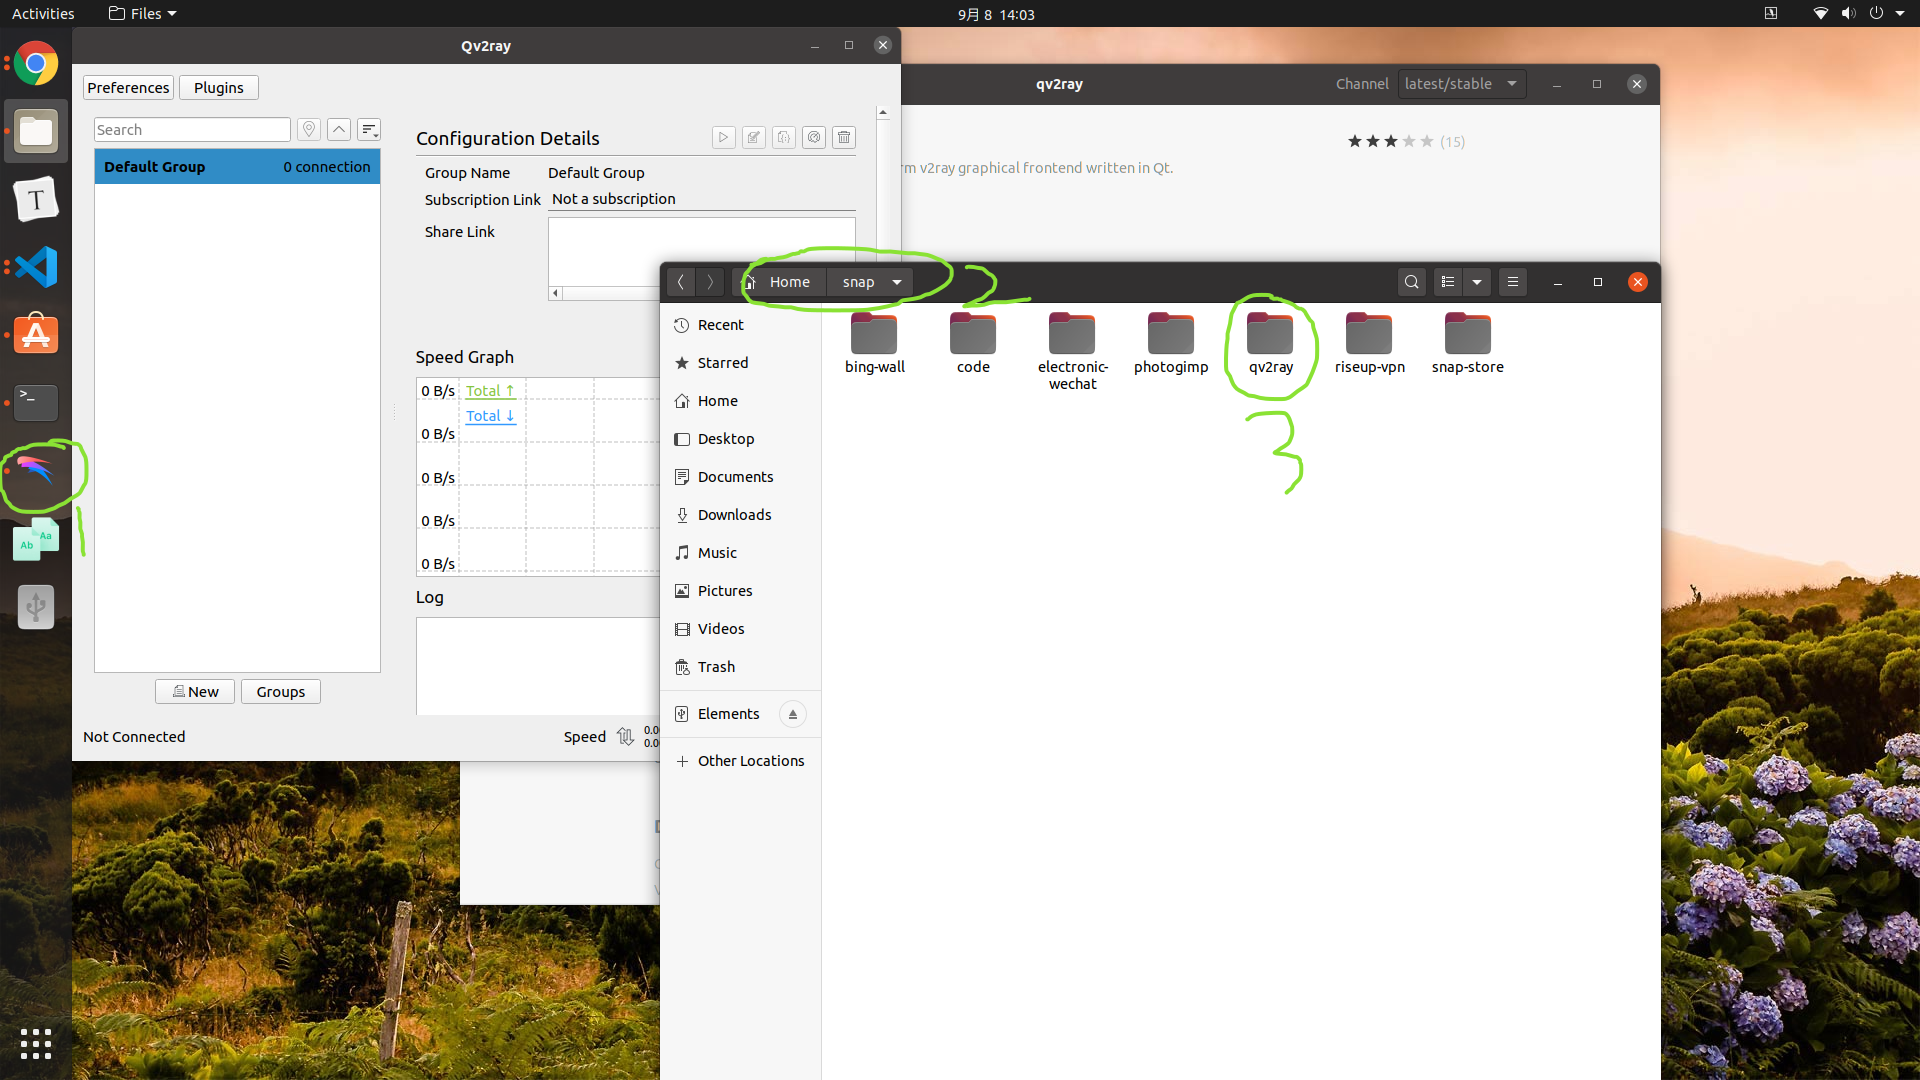 Activities
Files
9月 8 14:03
Qv2ray
Preferences
Plugins
Search
Default Group
0 connection
Configuration Details
Group Name
Default Group
Subscription Link
Not a subscription
Share Link
Speed Graph
0 B/s
Total ↑
Total ↓
0 B/s
0 B/s
0 B/s
0 B/s
Log
New
Groups
Not Connected
Speed
0.0
0.0
qv2ray
Channel
latest/stable
(15)
v2ray graphical frontend written in Qt.
Home
snap
2
Recent
Starred
Home
Desktop
Documents
Downloads
Music
Pictures
Videos
Trash
Elements
Other Locations
bing-wall
code
electronic-
wechat
photogimp
qv2ray
riseup-vpn
snap-store
3
1
T
A
>_
Ab
Aa